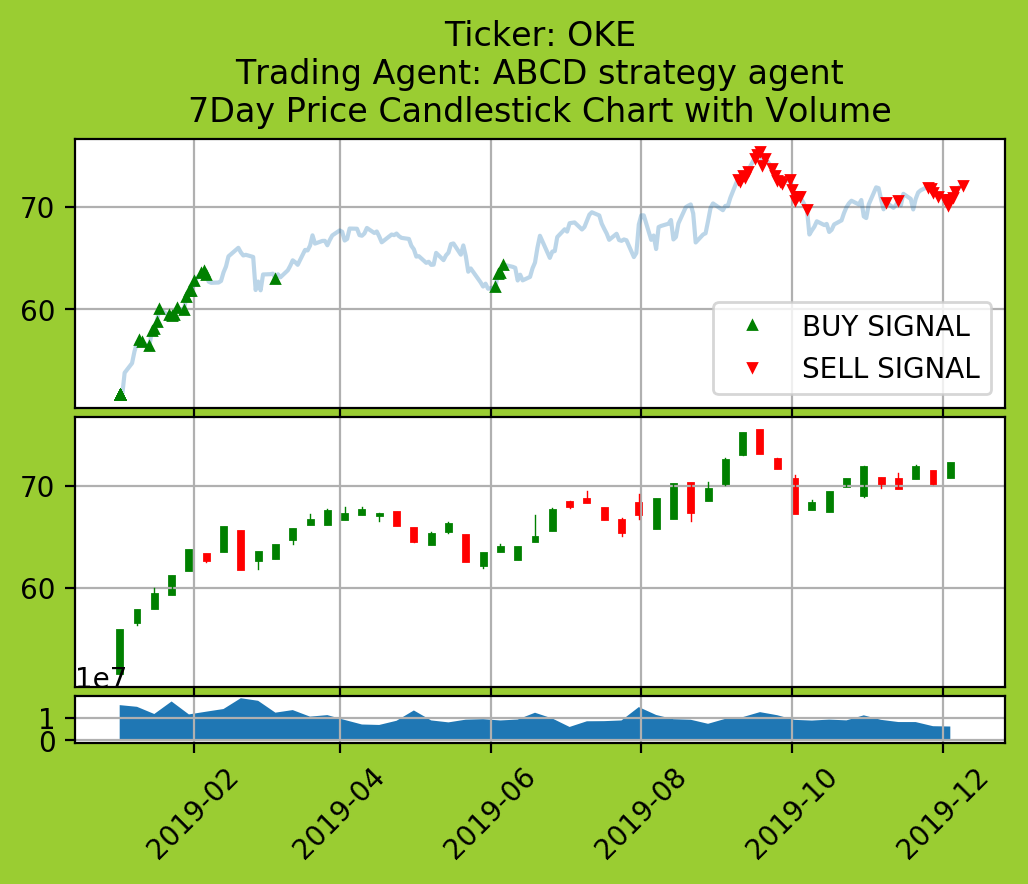 Ticker: OKE
Trading Agent: ABCD strategy agent
7Day Price Candlestick Chart with Volume
70
60
BUY SIGNAL
SELL SIGNAL
70
60
1e7
1
0
2019-02
2019-04
2019-06
2019-08
2019-10
2019-12